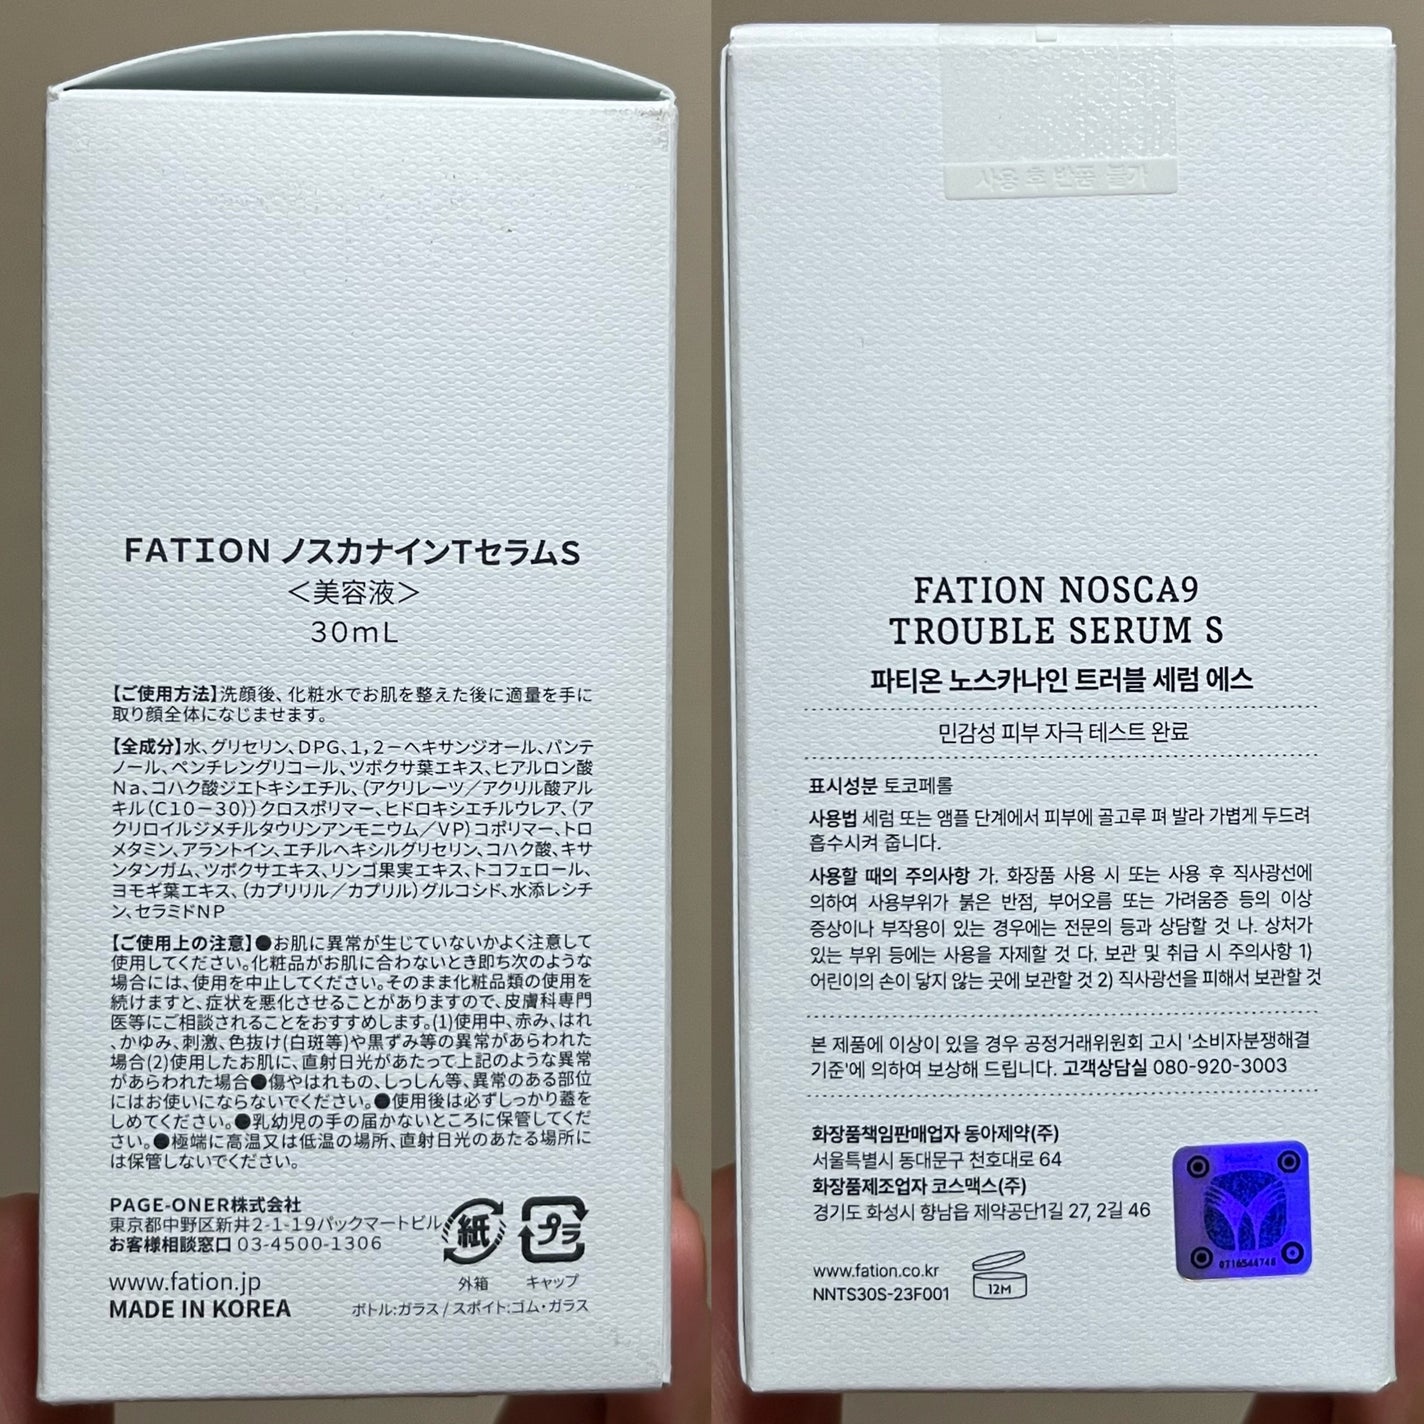 FATION ノスカナインTセラムS
＜美容液＞
30mL
【ご使用方法】洗顔後、化粧水でお肌を整えた後に適量を手に
取り顔全体になじませます。
【全成分】水、グリセリン、DPG、1,2－ヘキサンジオール、パンテ
ノール、ペンチレングリコール、ツボクサ葉エキス、ヒアルロン酸
Na、コハク酸ジエトキシエチル、(アクリレーツ／アクリル酸アル
キル(C10－30))クロスポリマー、ヒドロキシエチルウレア、(ア
クリロイルジメチルタウリンアンモニウム／VP)コポリマー、トロ
メタミン、アラントイン、エチルヘキシルグリセリン、コハク酸、キサ
ンタンガム、ツボクサエキス、リンゴ果実エキス、トコフェロール、
ヨモギ葉エキス、(カプリリル／カプリル)グルコシド、水添レシチ
ン、セラミドNP
【ご使用上の注意】●お肌に異常が生じていないかよく注意して
使用してください。化粧品がお肌に合わないとき即ち次のような
場合には、使用を中止してください。そのまま化粧品類の使用を
続けますと、症状を悪化させることがありますので、皮膚科専門
医等にご相談されることをおすすめします。(1)使用中、赤み、はれ
、かゆみ、刺激、色抜け(白斑等)や黒ずみ等の異常があらわれた
場合(2)使用したお肌に、直射日光があたって上記のような異常
があらわれた場合●傷やはれもの、しっしん等、異常のある部位
にはお使いにならないでください。●使用後は必ずしっかり蓋を
しめてください。●乳幼児の手の届かないところに保管してくだ
さい。●極端に高温又は低温の場所、直射日光のあたる場所に
は保管しないでください。
PAGE-ONER株式会社
東京都中野区新井2-1-19パックマートビル
お客様相談窓口 03-4500-1306
紙
プラ
外箱
キャップ
www.fation.jp
MADE IN KOREA
ボトル:ガラス / スポイト:ゴム・ガラス
사용 후 반품 불가
FATION NOSCA9
TROUBLE SERUM S
파티온 노스카나인 트러블 세럼 에스
민감성 피부 자극 테스트 완료
표시성분 토코페롤
사용법 세럼 또는 앰플 단계에서 피부에 골고루 펴 발라 가볍게 두드려
흡수시켜 줍니다.
사용할 때의 주의사항 가. 화장품 사용 시 또는 사용 후 직사광선에
의하여 사용부위가 붉은 반점, 부어오름 또는 가려움증 등의 이상
증상이나 부작용이 있는 경우에는 전문의 등과 상담할 것 나. 상처가
있는 부위 등에는 사용을 자제할 것 다. 보관 및 취급 시 주의사항 1)
어린이의 손이 닿지 않는 곳에 보관할 것 2) 직사광선을 피해서 보관할 것
본 제품에 이상이 있을 경우 공정거래위원회 고시 '소비자분쟁해결
기준'에 의하여 보상해 드립니다. 고객상담실 080-920-3003
화장품책임판매업자 동아제약(주)
서울특별시 동대문구 천호대로 64
화장품제조업자 코스맥스(주)
경기도 화성시 향남읍 제약공단1길 27, 2길 46
www.fation.co.kr
NNTS30S-23F001
12M
0716544748